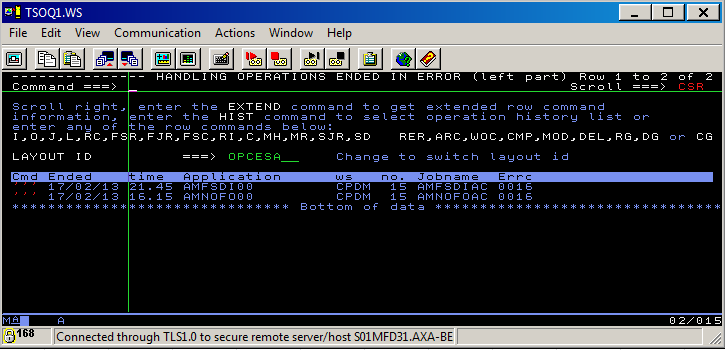 TSOQ1.WS
File Edit View Communication Actions Window Help
--------------- HANDLING OPERATIONS ENDED IN ERROR (left part) Row 1 to 2 of 2
Command ===> _ Scroll ===> CSR
Scroll right, enter the EXTEND command to get extended row command
information, enter the HIST command to select operation history list or
enter any of the row commands below:
I,O,J,L,RC,FSR,FJR,FSC,RI,C,MH,MR,SJR,SD RER,ARC,WOC,CMP,MOD,DEL,RG,DG or CG
LAYOUT ID ===> OPCESA__ Change to switch layout id
Cmd Ended time Application ws no. Jobname Errc
''' 17/02/13 21.45 AMFSDI00 CPDM 15 AMFSDIAC 0016
''' 17/02/13 16.15 AMNOFO00 CPDM 15 AMNOFOAC 0016
******************************* Bottom of data ********************************
MA A 02/015
168 Connected through TLS1.0 to secure remote server/host S01MFD31.AXA-BE